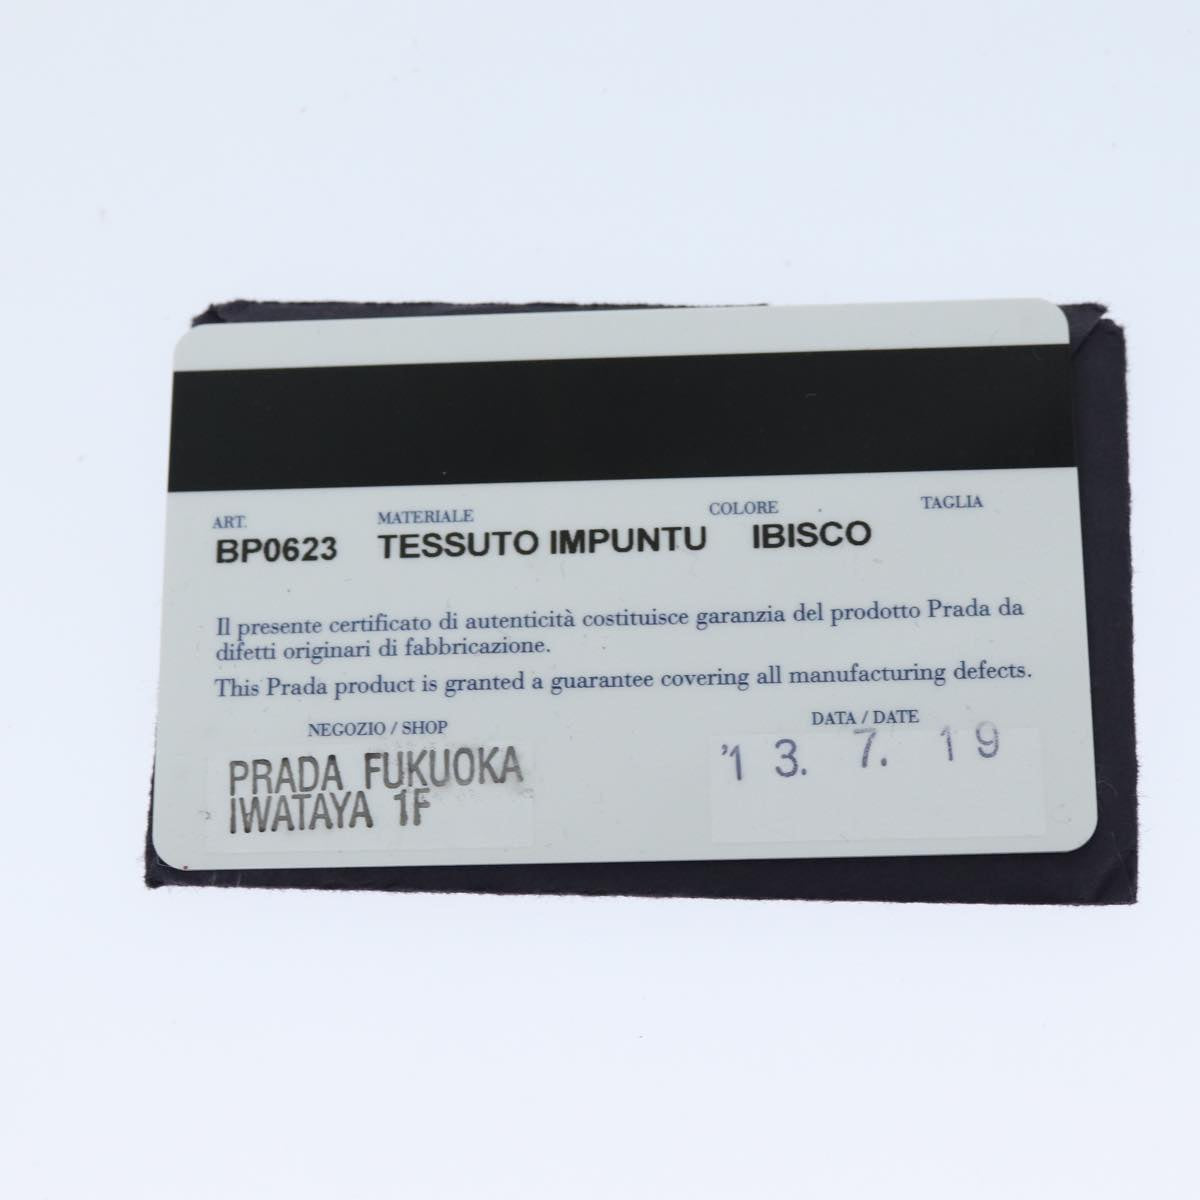 ART. MATERIALE COLORE TAGLIA
BP0623 TESSUTO IMPUNTU IBISCO
Il presente certificato di autenticità costituisce garanzia del prodotto Prada da
difetti originari di fabbricazione.
This Prada product is granted a guarantee covering all manufacturing defects.
NEGOZIO / SHOP DATA / DATE
PRADA FUKUOKA '13. 7. 19
IWATAYA 1F